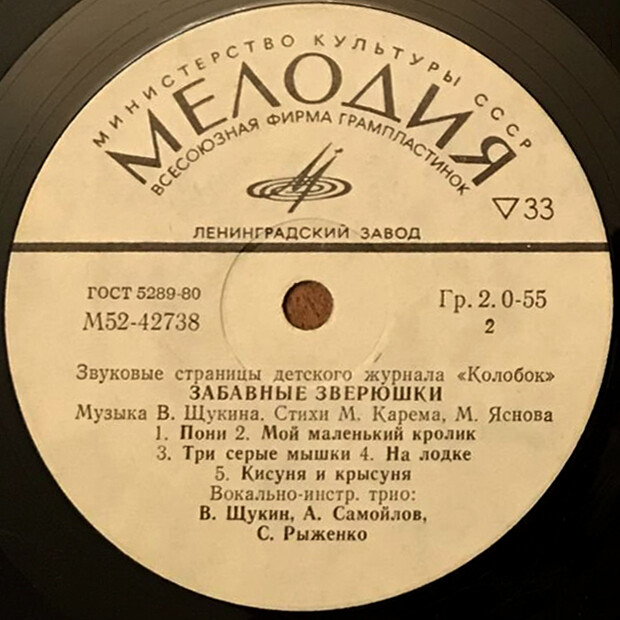 МИНИСТЕРСТВО КУЛЬТУРЫ СССР
МЕЛОДИЯ
ВСЕСОЮЗНАЯ ФИРМА ГРАМПЛАСТИНОК
▽33
ЛЕНИНГРАДСКИЙ ЗАВОД
ГОСТ 5289-80
М52-42738
Гр. 2. 0-55
2
Звуковые страницы детского журнала «Колобок»
ЗАБАВНЫЕ ЗВЕРЮШКИ
Музыка В. Щукина. Стихи М. Карема, М. Яснова
1. Пони 2. Мой маленький кролик
3. Три серые мышки 4. На лодке
5. Кисуня и крысуня
Вокально-инстр. трио:
В. Щукин, А. Самойлов,
С. Рыженко